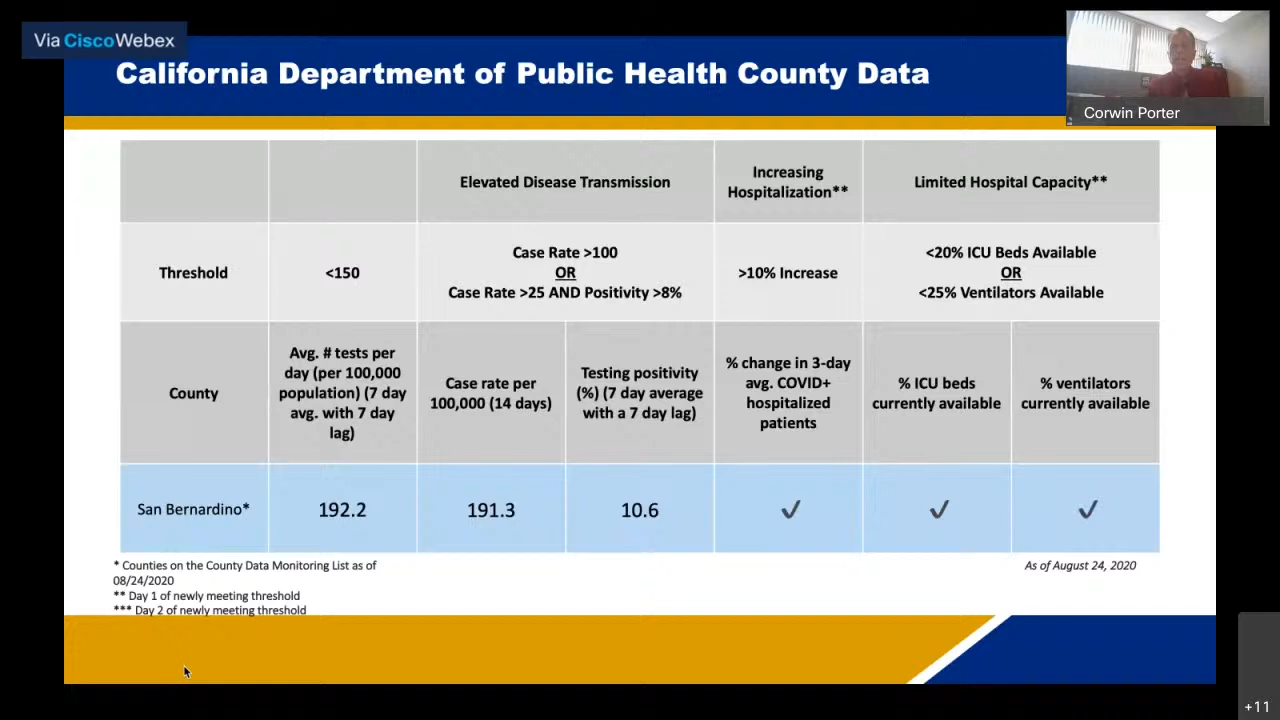 Via CiscoWebex
California Department of Public Health County Data
Corwin Porter
Elevated Disease Transmission
Increasing
Hospitalization**
Limited Hospital Capacity**
Threshold
<150
Case Rate >100
OR
Case Rate >25 AND Positivity >8%
>10% Increase
<20% ICU Beds Available
OR
<25% Ventilators Available
County
Avg. # tests per
day (per 100,000
population) (7 day
avg. with 7 day
lag)
Case rate per
100,000 (14 days)
Testing positivity
(%) (7 day average
with a 7 day lag)
% change in 3-day
avg. COVID+
hospitalized
patients
% ICU beds
currently available
% ventilators
currently available
San Bernardino*
192.2
191.3
10.6
✓
✓
✓
* Counties on the County Data Monitoring List as of
08/24/2020
** Day 1 of newly meeting threshold
*** Day 2 of newly meeting threshold
As of August 24, 2020
+11